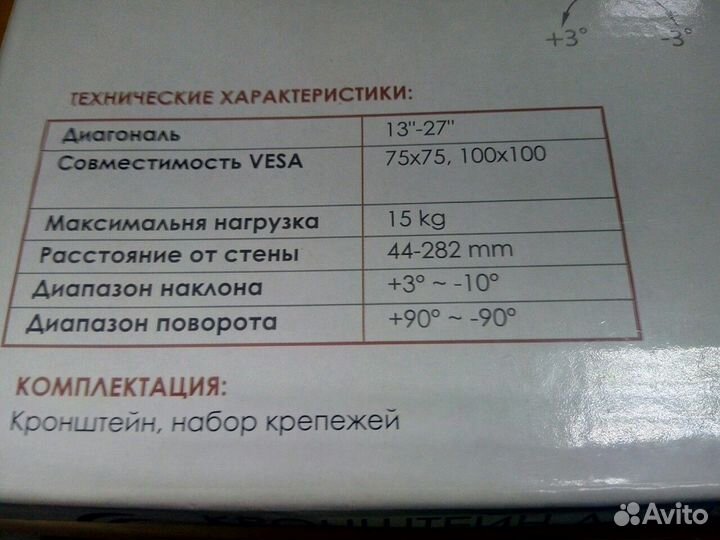 +3° -3°
ТЕХНИЧЕСКИЕ ХАРАКТЕРИСТИКИ:
Диагональ 13"-27"
Совместимость VESA 75x75, 100x100
Максимальня нагрузка 15 kg
Расстояние от стены 44-282 mm
Диапазон наклона +3° ~ -10°
Диапазон поворота +90° ~ -90°
КОМПЛЕКТАЦИЯ:
Кронштейн, набор крепежей
КРОНШТЕЙН
Avito